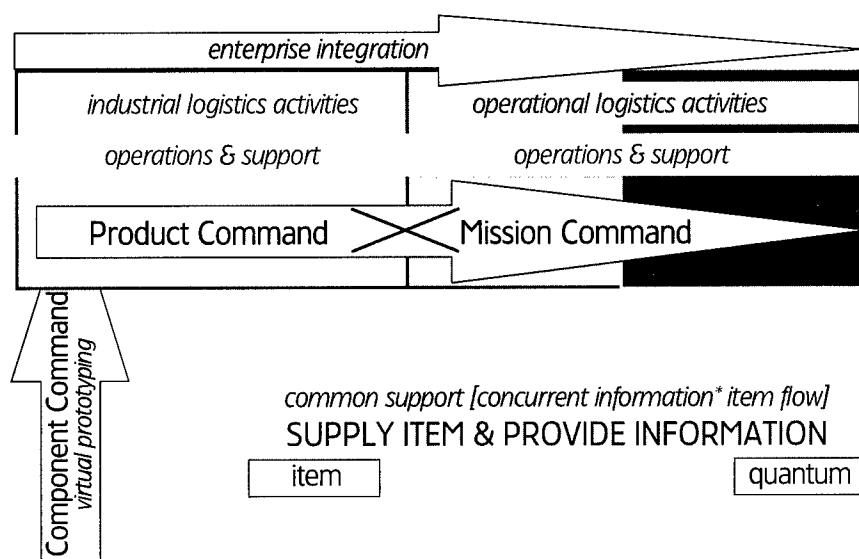 enterprise integration
industrial logistics activities
operational logistics activities
operations & support
operations & support
Product Command
Mission Command
Component Command
virtual prototyping
common support [concurrent information* item flow]
SUPPLY ITEM & PROVIDE INFORMATION
item
quantum